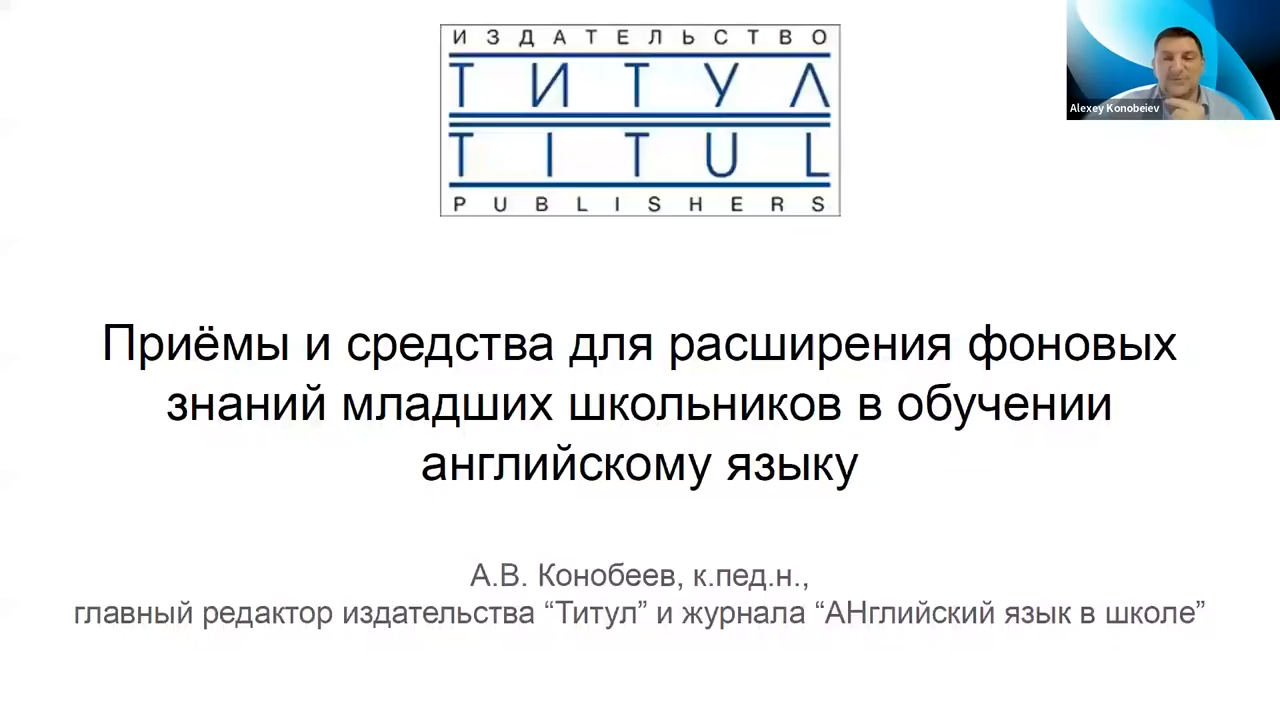 ИЗДАТЕЛЬСТВО
ТИТУЛ
TITUL
PUBLISHERS
Alexey Konobeiev
Приёмы и средства для расширения фоновых
знаний младших школьников в обучении
английскому языку
А.В. Конобеев, к.пед.н.,
главный редактор издательства “Титул” и журнала “АНглийский язык в школе”